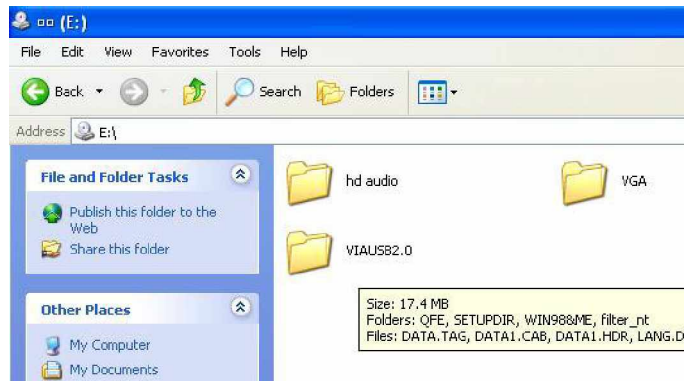 (E:)
File Edit View Favorites Tools Help
Back Search Folders
Address E:\
File and Folder Tasks
Publish this folder to the
Web
Share this folder
Other Places
My Computer
My Documents
hd audio VGA
VIAUSB2.0
Size: 17.4 MB
Folders: QFE, SETUPDIR, WIN98&ME, filter_nt
Files: DATA.TAG, DATA1.CAB, DATA1.HDR, LANG.D